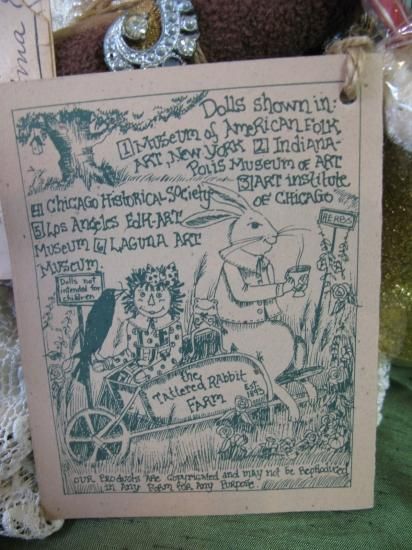 Dolls shown in:
1 Museum of American Folk
ART, New York 2 Indiana-
polis Museum of ART
3 ART institute
of CHICAGO
4 Chicago Historical Society
5 Los Angeles Edft-ART
Museum 6 Laguna ART
Museum
HERBS
Dolls not
intended for
children
the
Tattered Rabbit
FARM
Est.
OUR Products Are Copyrighted and may not be Reproduced
in Any Form for Any Purpose.